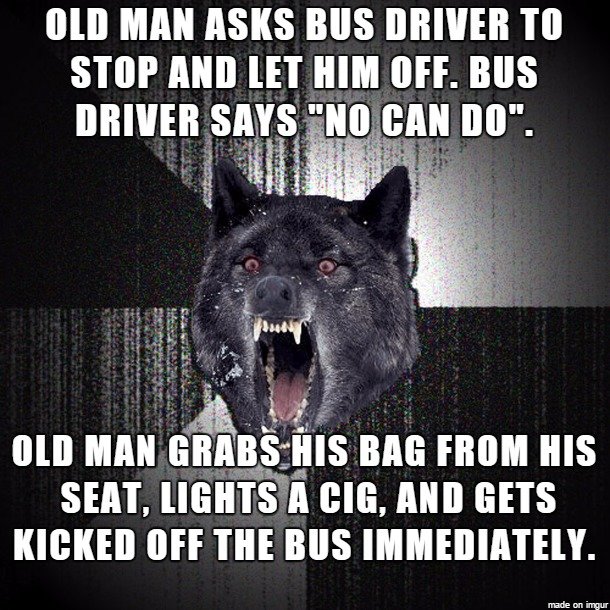 OLD MAN ASKS BUS DRIVER TO
STOP AND LET HIM OFF. BUS
DRIVER SAYS "NO CAN DO".
OLD MAN GRABS HIS BAG FROM HIS
SEAT, LIGHTS A CIG, AND GETS
KICKED OFF THE BUS IMMEDIATELY.
made on imgur